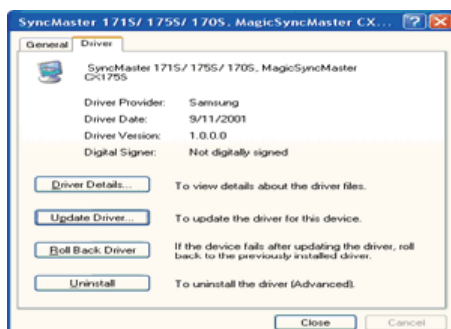 SyncMaster 171S/ 175S/ 170S, MagicSyncMaster CX...
General Driver
SyncMaster 171S/ 175S/ 170S, MagicSyncMaster
CX175S
Driver Provider: Samsung
Driver Date: 9/11/2001
Driver Version: 1.0.0.0
Digital Signer: Not digitally signed
Driver Details... To view details about the driver files.
Update Driver... To update the driver for this device.
Roll Back Driver If the device fails after updating the driver, roll
back to the previously installed driver.
Uninstall To uninstall the driver (Advanced).
Close Cancel